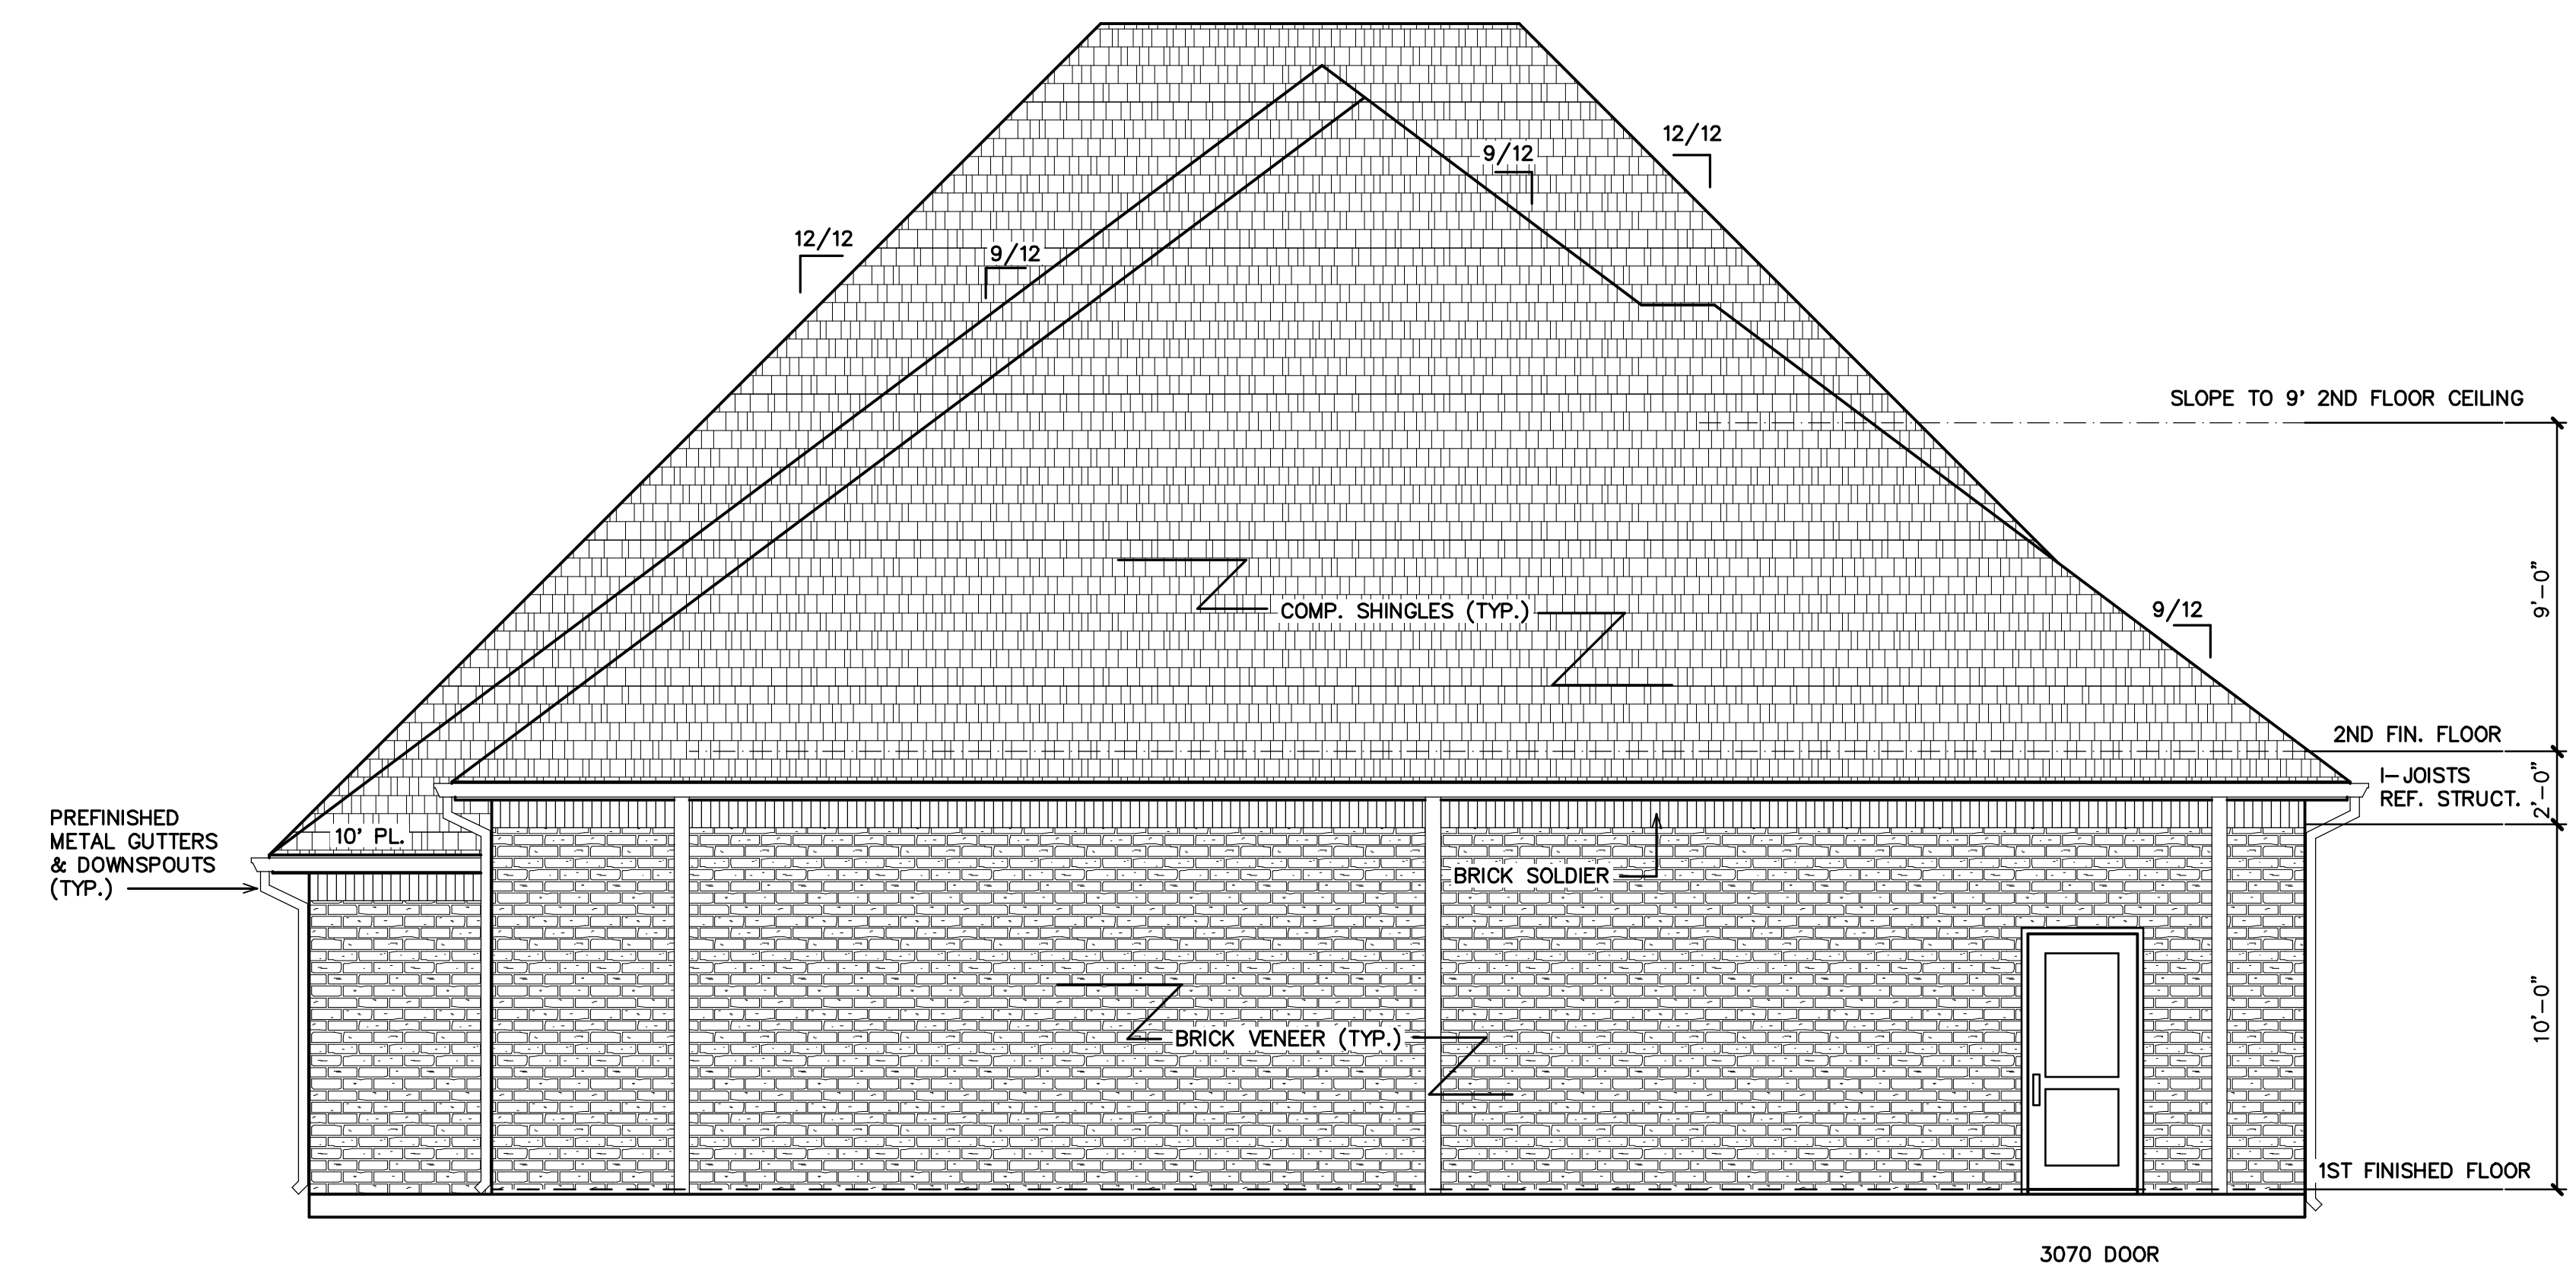 12/12
9/12
12/12
9/12
SLOPE TO 9' 2ND FLOOR CEILING
9'-0"
COMP. SHINGLES (TYP.)
9/12
2ND FIN. FLOOR
I-JOISTS
REF. STRUCT.
2'-0"
PREFINISHED
METAL GUTTERS
& DOWNSPOUTS
(TYP.)
10' PL.
BRICK SOLDIER
10'-0"
BRICK VENEER (TYP.)
1ST FINISHED FLOOR
3070 DOOR